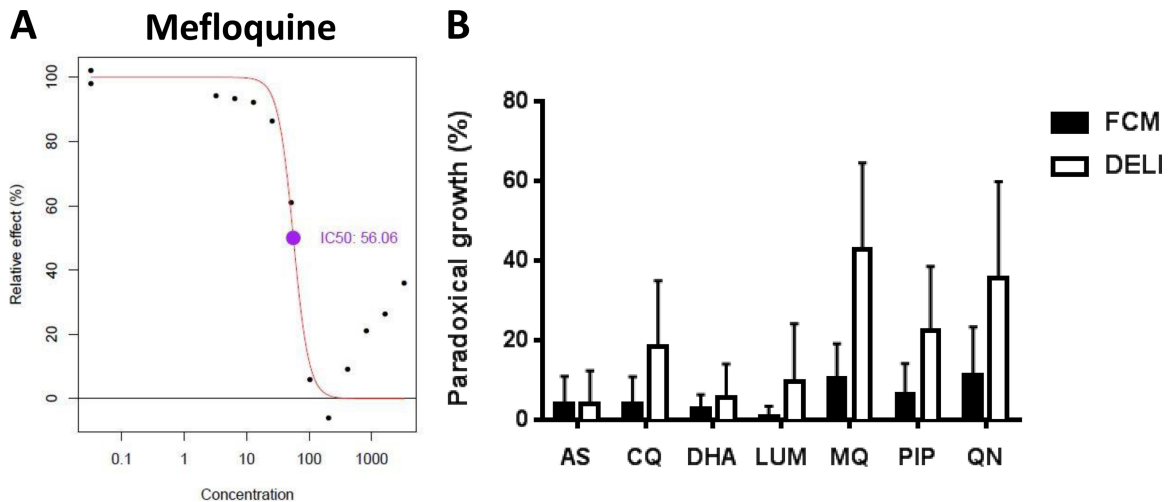 A
Mefloquine
Relative effect (%)
100
80
60
40
20
0
IC50: 56.06
0.1 1 10 100 1000
Concentration
B
Paradoxical growth (%)
80
60
40
20
0
AS CQ DHA LUM MQ PIP QN
FCM
DELI